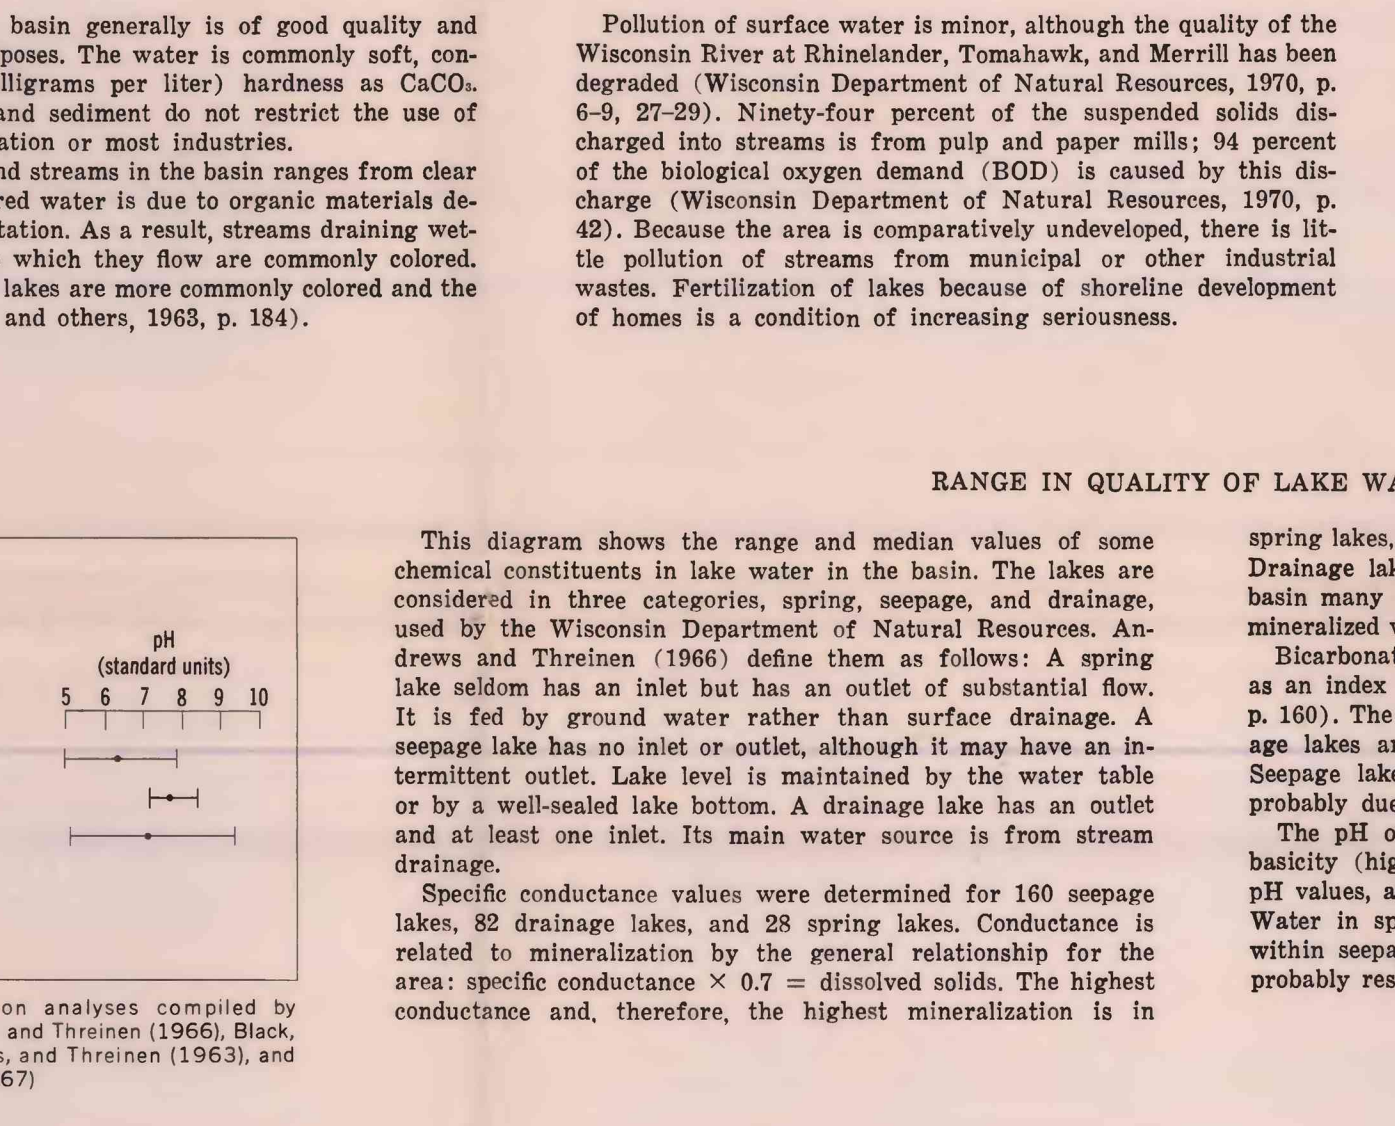 basin generally is of good quality and
poses. The water is commonly soft, con-
lligrams per liter) hardness as CaCO₃.
and sediment do not restrict the use of
ation or most industries.
nd streams in the basin ranges from clear
red water is due to organic materials de-
tation. As a result, streams draining wet-
which they flow are commonly colored.
lakes are more commonly colored and the
and others, 1963, p. 184).
Pollution of surface water is minor, although the quality of the
Wisconsin River at Rhinelander, Tomahawk, and Merrill has been
degraded (Wisconsin Department of Natural Resources, 1970, p.
6–9, 27–29). Ninety-four percent of the suspended solids dis-
charged into streams is from pulp and paper mills; 94 percent
of the biological oxygen demand (BOD) is caused by this dis-
charge (Wisconsin Department of Natural Resources, 1970, p.
42). Because the area is comparatively undeveloped, there is lit-
tle pollution of streams from municipal or other industrial
wastes. Fertilization of lakes because of shoreline development
of homes is a condition of increasing seriousness.
RANGE IN QUALITY OF LAKE WA
pH
(standard units)
5 6 7 8 9 10
on analyses compiled by
and Threinen (1966), Black,
s, and Threinen (1963), and
67)
This diagram shows the range and median values of some
chemical constituents in lake water in the basin. The lakes are
considered in three categories, spring, seepage, and drainage,
used by the Wisconsin Department of Natural Resources. An-
drews and Threinen (1966) define them as follows: A spring
lake seldom has an inlet but has an outlet of substantial flow.
It is fed by ground water rather than surface drainage. A
seepage lake has no inlet or outlet, although it may have an in-
termittent outlet. Lake level is maintained by the water table
or by a well-sealed lake bottom. A drainage lake has an outlet
and at least one inlet. Its main water source is from stream
drainage.
Specific conductance values were determined for 160 seepage
lakes, 82 drainage lakes, and 28 spring lakes. Conductance is
related to mineralization by the general relationship for the
area: specific conductance × 0.7 = dissolved solids. The highest
conductance and, therefore, the highest mineralization is in
spring lakes,
Drainage lak
basin many
mineralized v
Bicarbonat
as an index
p. 160). The
age lakes ar
Seepage lake
probably due
The pH o
basicity (hig
pH values, a
Water in sp
within seepa
probably res